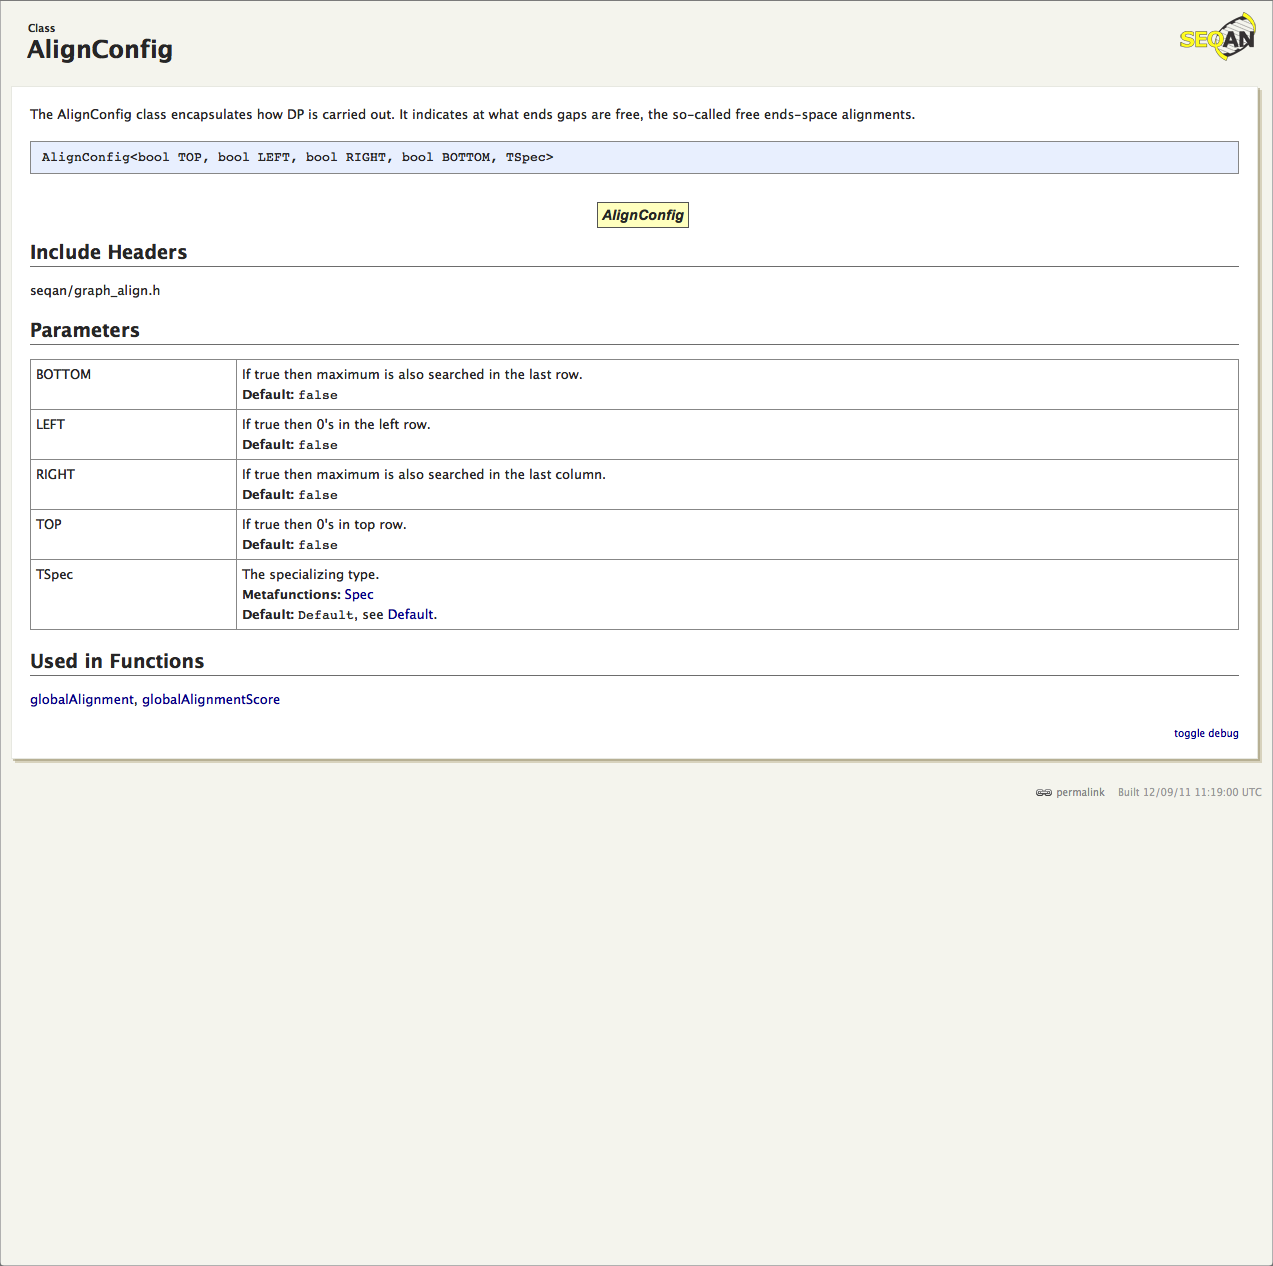 Class
AlignConfig
SEQAN
The AlignConfig class encapsulates how DP is carried out. It indicates at what ends gaps are free, the so-called free ends-space alignments.
AlignConfig<bool TOP, bool LEFT, bool RIGHT, bool BOTTOM, TSpec>
AlignConfig
Include Headers
seqan/graph_align.h
Parameters
BOTTOM If true then maximum is also searched in the last row.
Default: false
LEFT If true then 0's in the left row.
Default: false
RIGHT If true then maximum is also searched in the last column.
Default: false
TOP If true then 0's in top row.
Default: false
TSpec The specializing type.
Metafunctions: Spec
Default: Default, see Default.
Used in Functions
globalAlignment, globalAlignmentScore
toggle debug
permalink Built 12/09/11 11:19:00 UTC